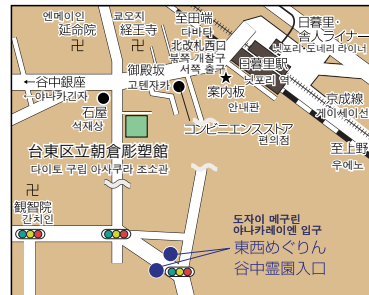 엔메이인
延命院
쿄오지
経王寺
至田端
다바타
北改札西口
북쪽 개찰구
서쪽 출구
日暮里・
舎人ライナー
닛포리・도네리 라이너
日暮里駅
닛포리 역
←谷中銀座
←야나카긴자
御殿坂
고텐자카
案内板
안내판
京成線
게이세이선
石屋
석재상
コンビニエンスストア
편의점
至上野
우에노
台東区立朝倉彫塑館
다이토 구립 아사쿠라 조소관
観智院
간치인
도자이 메구린
야나카레이엔 입구
東西めぐりん
谷中霊園入口